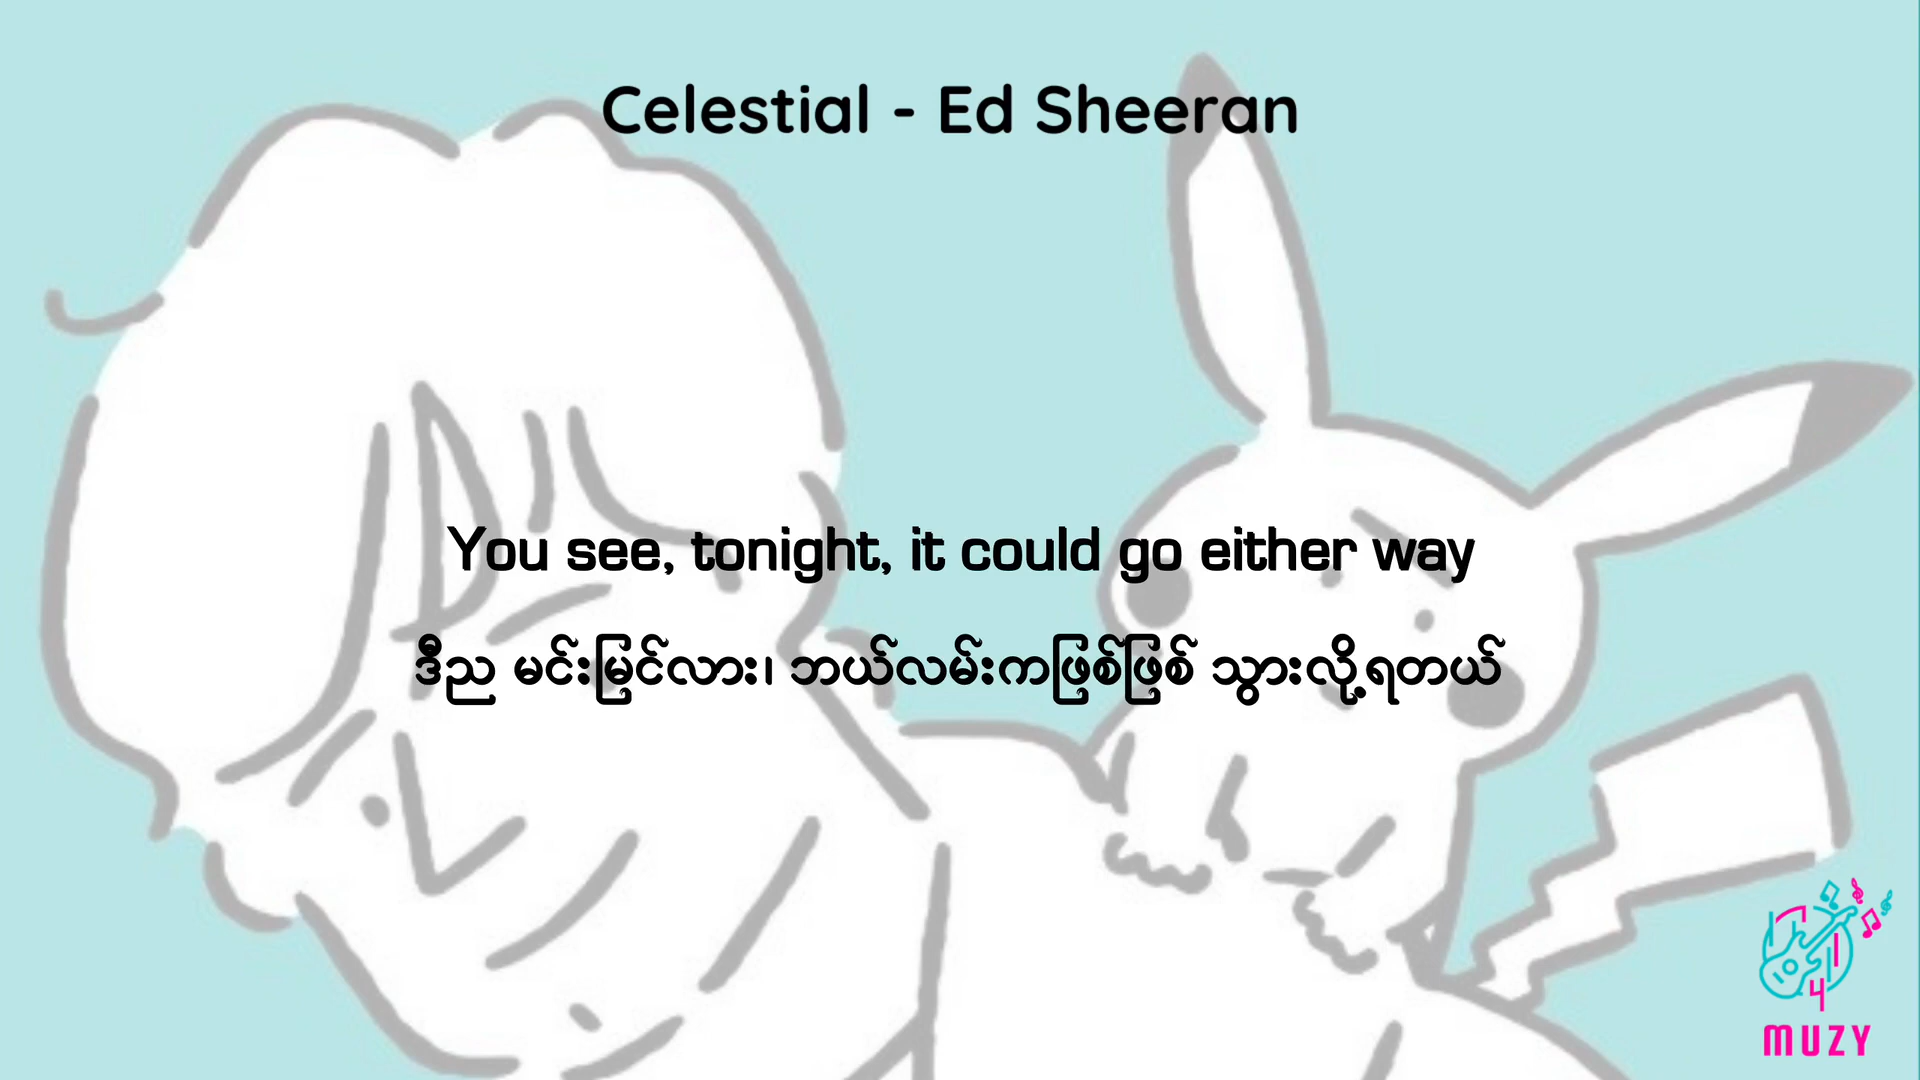 Celestial - Ed Sheeran
You see, tonight, it could go either way
ဒီည မင်းမြင်လား၊ ဘယ်လမ်းကဖြစ်ဖြစ် သွားလို့ရတယ်
MUZY